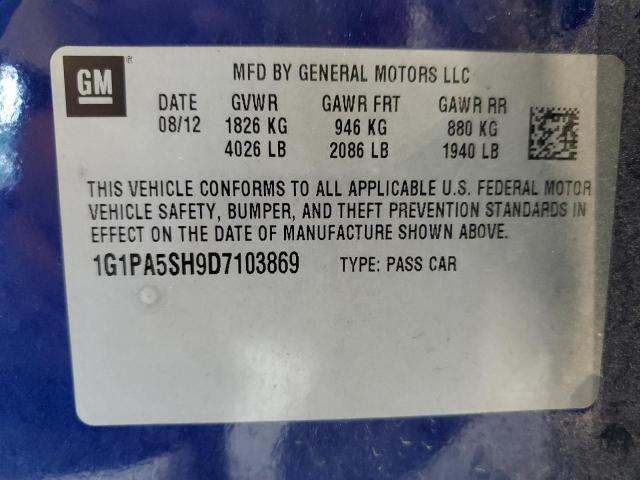 GM
MFD BY GENERAL MOTORS LLC
DATE GVWR GAWR FRT GAWR RR
08/12 1826 KG 946 KG 880 KG
4026 LB 2086 LB 1940 LB
THIS VEHICLE CONFORMS TO ALL APPLICABLE U.S. FEDERAL MOTOR
VEHICLE SAFETY, BUMPER, AND THEFT PREVENTION STANDARDS IN
EFFECT ON THE DATE OF MANUFACTURE SHOWN ABOVE.
1G1PA5SH9D7103869 TYPE: PASS CAR